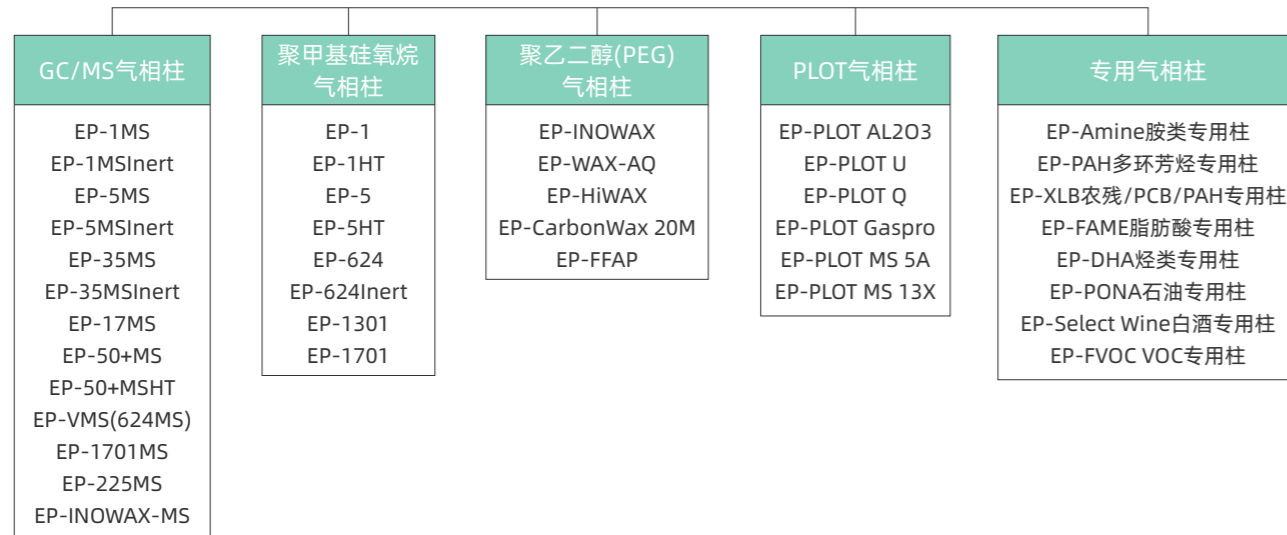 GC/MS气相柱
EP-1MS
EP-1MSInert
EP-5MS
EP-5MSInert
EP-35MS
EP-35MSInert
EP-17MS
EP-50+MS
EP-50+MSHT
EP-VMS(624MS)
EP-1701MS
EP-225MS
EP-INOWAX-MS
聚甲基硅氧烷
气相柱
EP-1
EP-1HT
EP-5
EP-5HT
EP-624
EP-624Inert
EP-1301
EP-1701
聚乙二醇(PEG)
气相柱
EP-INOWAX
EP-WAX-AQ
EP-HiWAX
EP-CarbonWax 20M
EP-FFAP
PLOT气相柱
EP-PLOT AL2O3
EP-PLOT U
EP-PLOT Q
EP-PLOT Gaspro
EP-PLOT MS 5A
EP-PLOT MS 13X
专用气相柱
EP-Amine胺类专用柱
EP-PAH多环芳烃专用柱
EP-XLB农残/PCB/PAH专用柱
EP-FAME脂肪酸专用柱
EP-DHA烃类专用柱
EP-PONA石油专用柱
EP-Select Wine白酒专用柱
EP-FVOC VOC专用柱